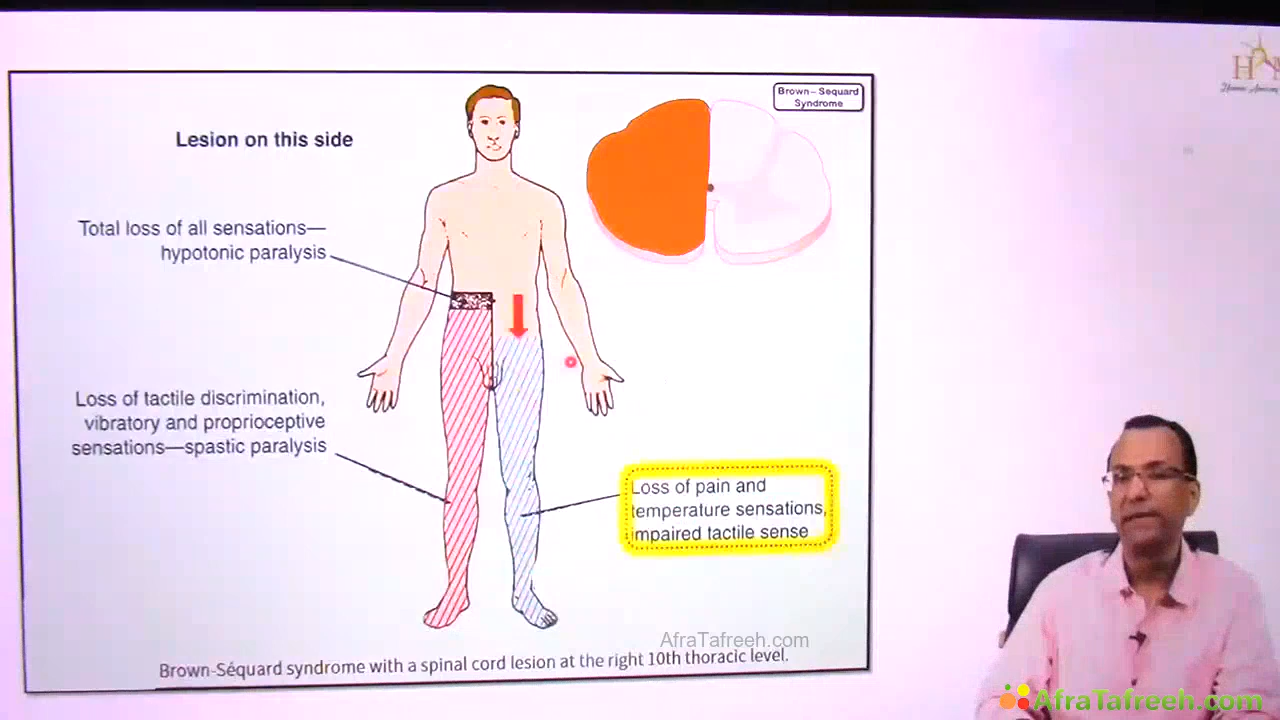 Brown – Sequard
Syndrome
Lesion on this side
Total loss of all sensations—
hypotonic paralysis
Loss of tactile discrimination,
vibratory and proprioceptive
sensations—spastic paralysis
Loss of pain and
temperature sensations,
impaired tactile sense
AfraTafreeh.com
Brown-Séquard syndrome with a spinal cord lesion at the right 10th thoracic level.
AfraTafreeh.com